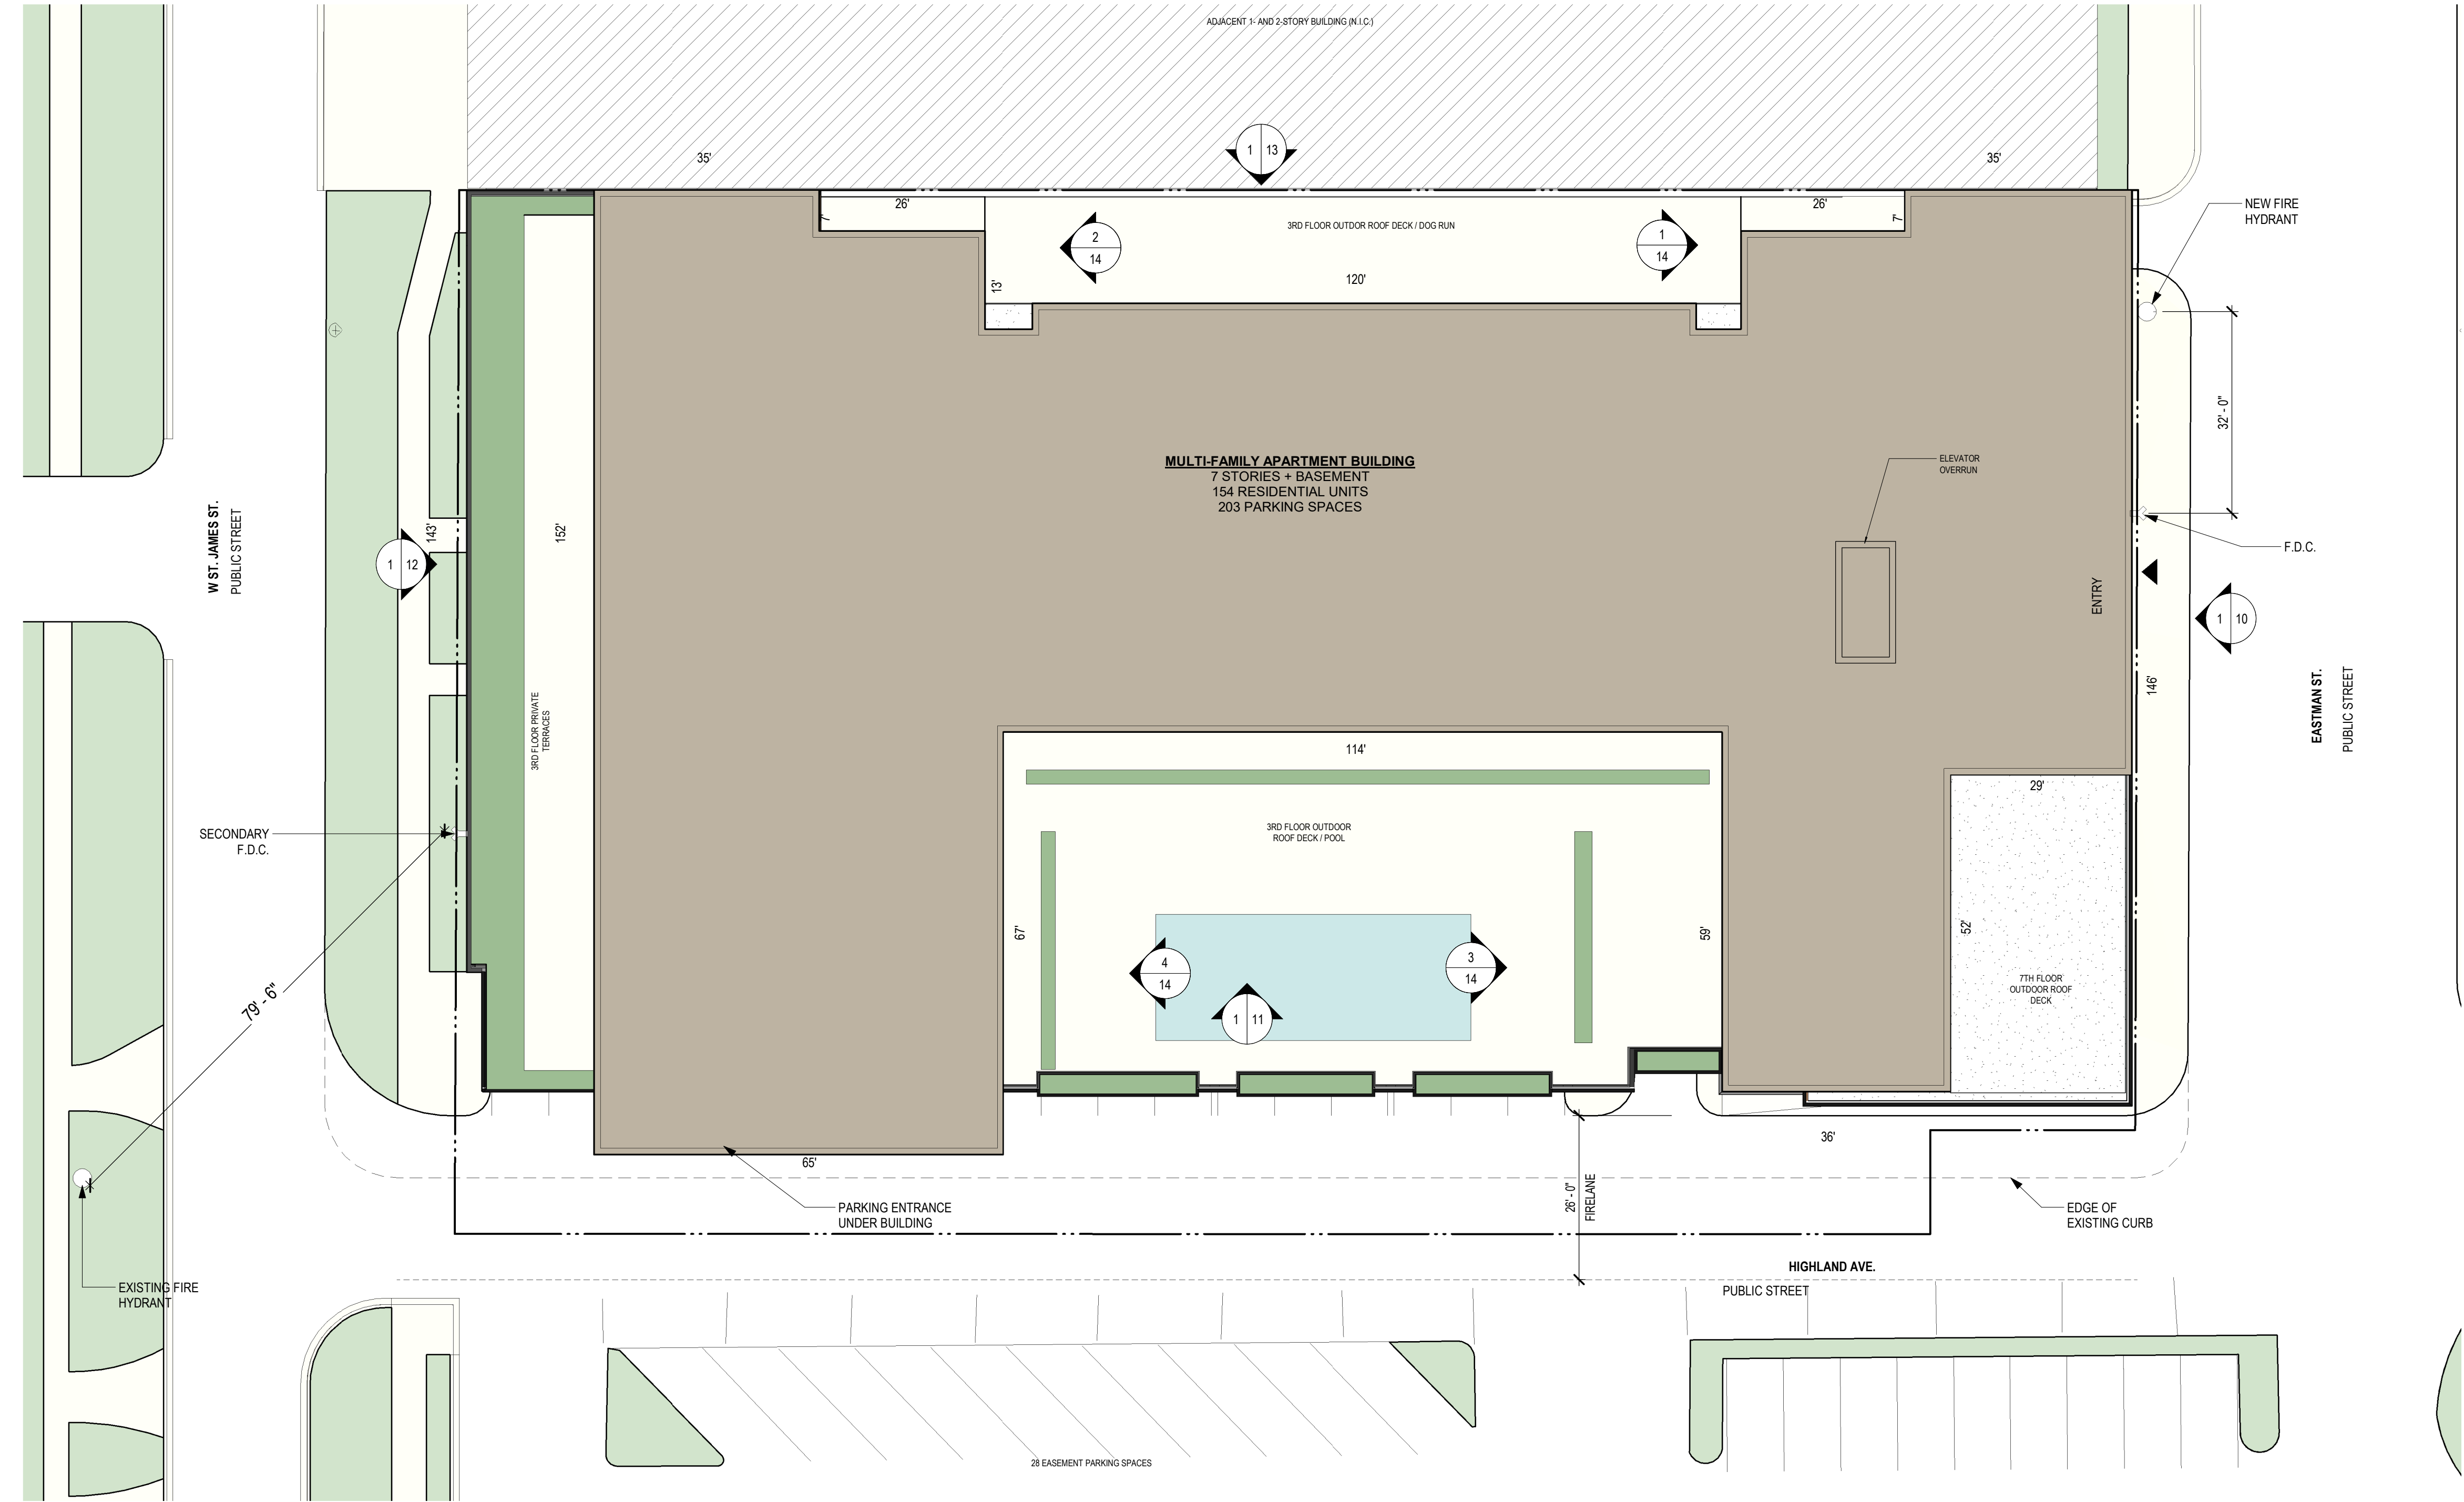 ADJACENT 1- AND 2-STORY BUILDING (N.I.C.)
35'
1 13
35'
26'
7'
3RD FLOOR OUTDOR ROOF DECK / DOG RUN
2
14
1
14
26'
7'
13'
120'
NEW FIRE
HYDRANT
32' - 0"
MULTI-FAMILY APARTMENT BUILDING
7 STORIES + BASEMENT
154 RESIDENTIAL UNITS
203 PARKING SPACES
ELEVATOR
OVERRUN
F.D.C.
W ST. JAMES ST.
PUBLIC STREET
143'
1 12
152'
ENTRY
1 10
146'
EASTMAN ST.
PUBLIC STREET
3RD FLOOR PRIVATE
TERRACES
114'
29'
SECONDARY
F.D.C.
3RD FLOOR OUTDOOR
ROOF DECK / POOL
67'
59'
52'
4
14
3
14
1 11
7TH FLOOR
OUTDOOR ROOF
DECK
79' - 6"
65'
36'
PARKING ENTRANCE
UNDER BUILDING
26' - 0"
FIRELANE
EDGE OF
EXISTING CURB
HIGHLAND AVE.
PUBLIC STREET
EXISTING FIRE
HYDRANT
28 EASEMENT PARKING SPACES